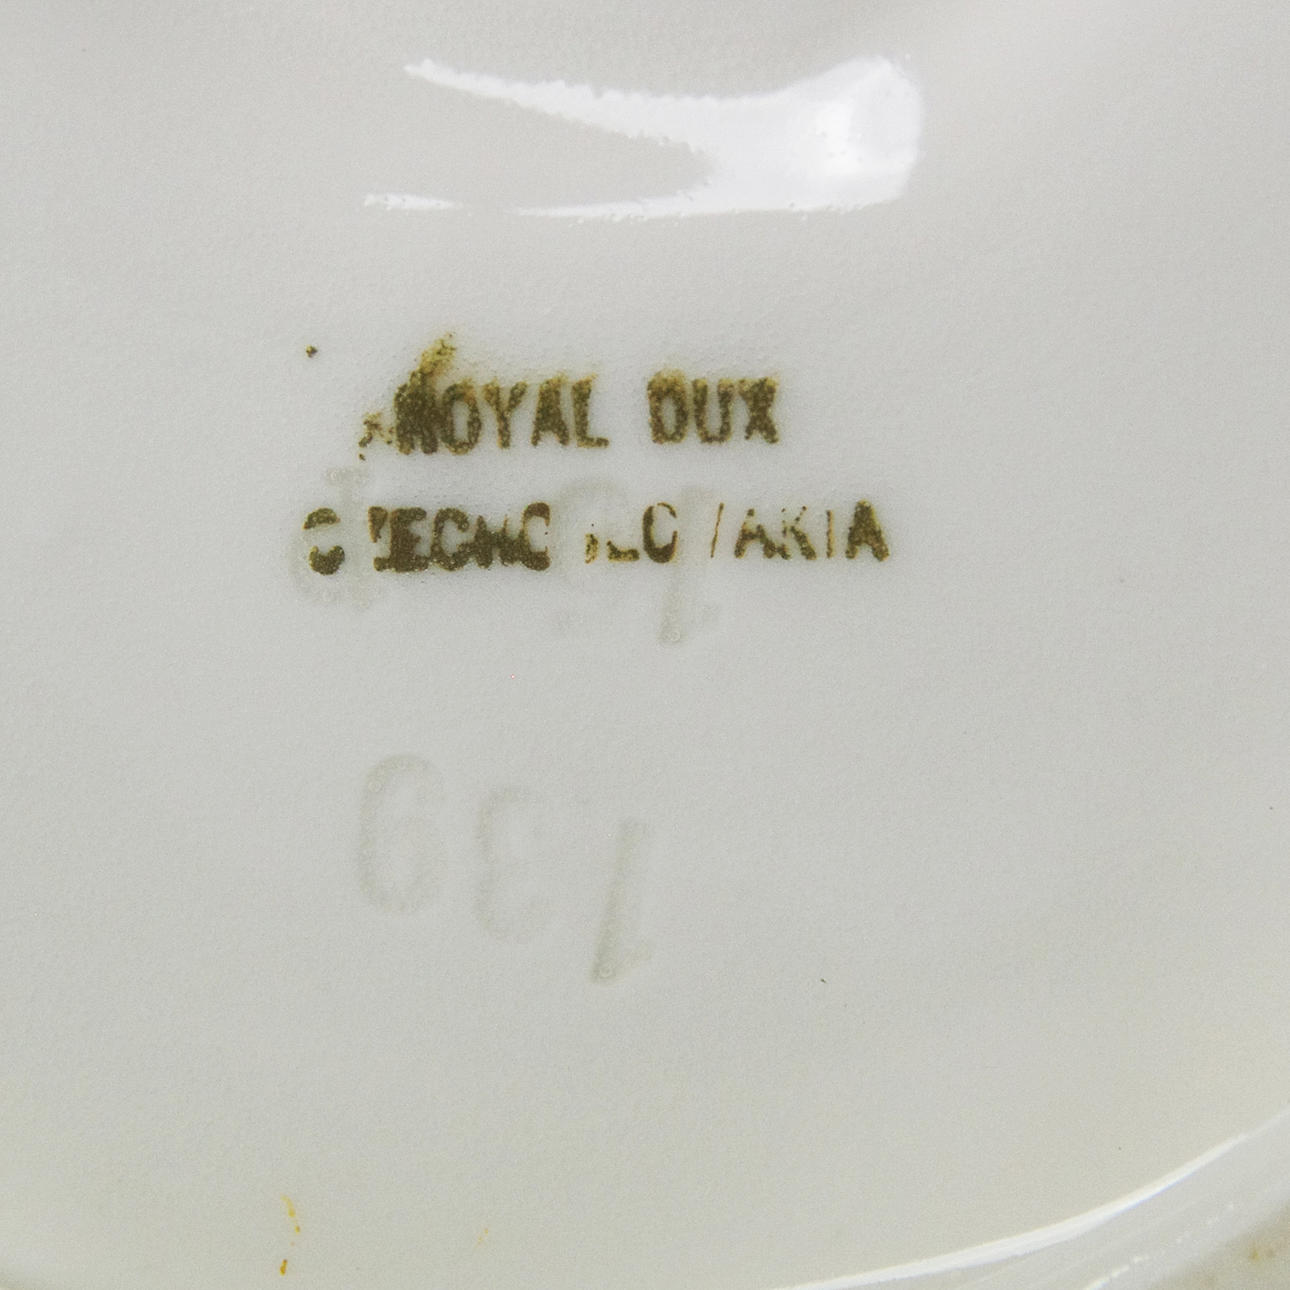 ROYAL DUX
CZECHOSLOVAKIA
139